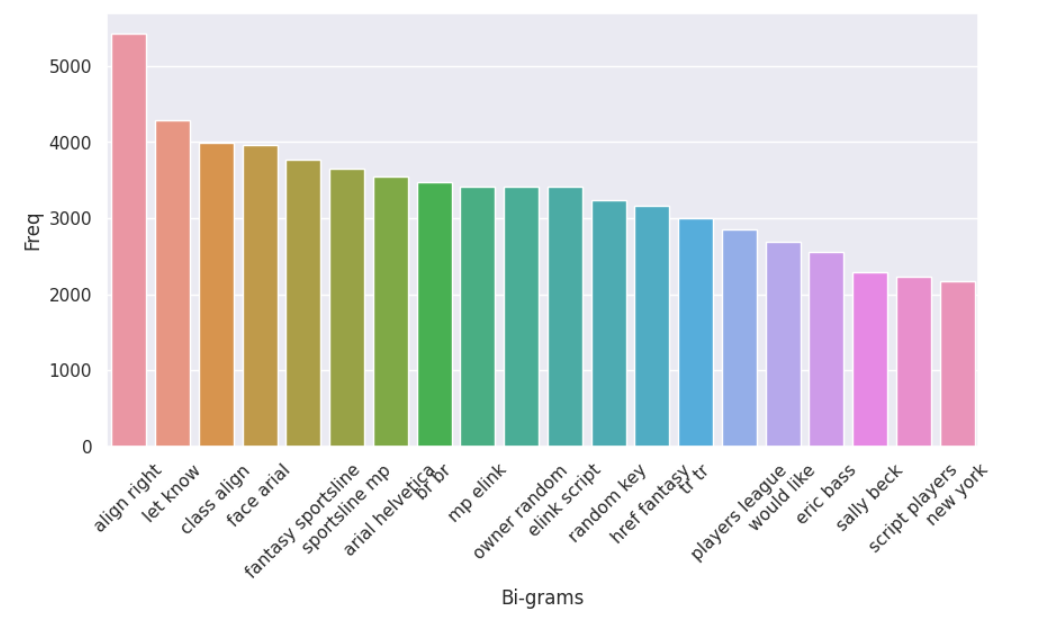 5000
4000
3000
2000
1000
0
Freq
align right
let know
class align
face arial
fantasy sportsline
sportsline mp
arial helvetica
br br
mp elink
owner random
elink script
random key
href fantasy
tr tr
players league
would like
eric bass
sally beck
script players
new york
Bi-grams